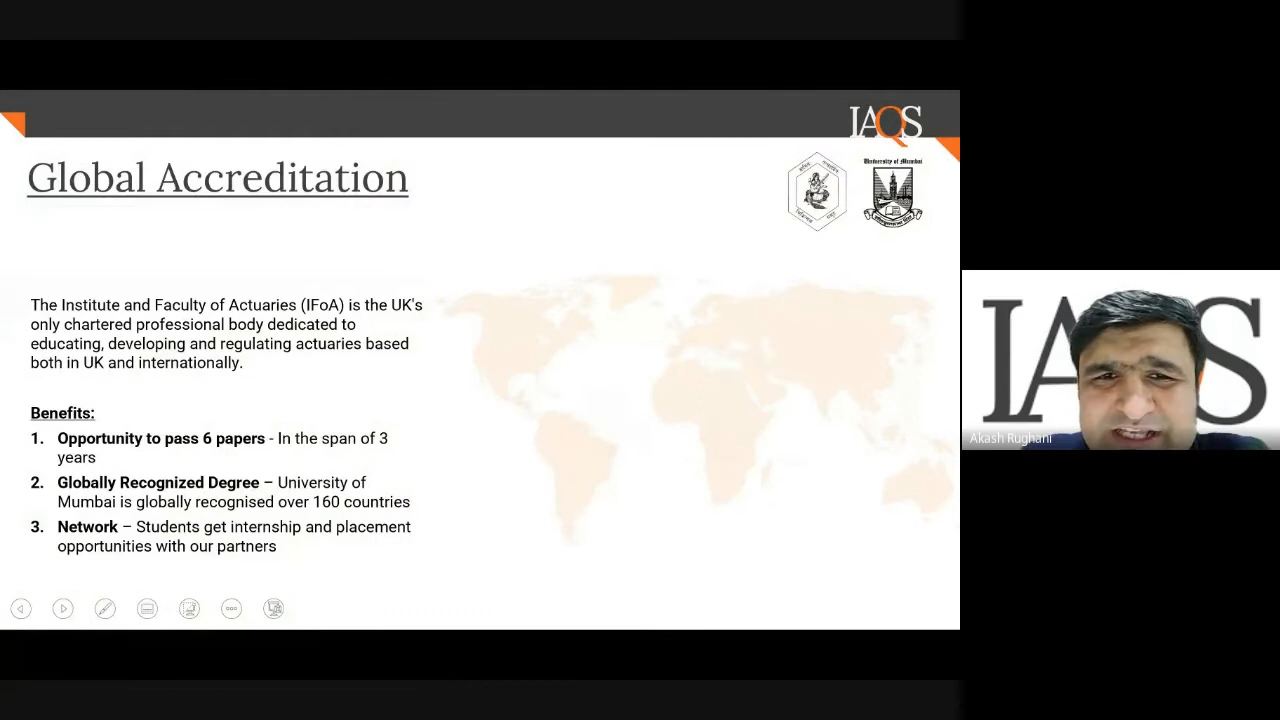 IAQS
Global Accreditation
University of Mumbai
The Institute and Faculty of Actuaries (IFoA) is the UK's
only chartered professional body dedicated to
educating, developing and regulating actuaries based
both in UK and internationally.
Benefits:
1. Opportunity to pass 6 papers - In the span of 3
years
2. Globally Recognized Degree – University of
Mumbai is globally recognised over 160 countries
3. Network – Students get internship and placement
opportunities with our partners
Akash Rughani